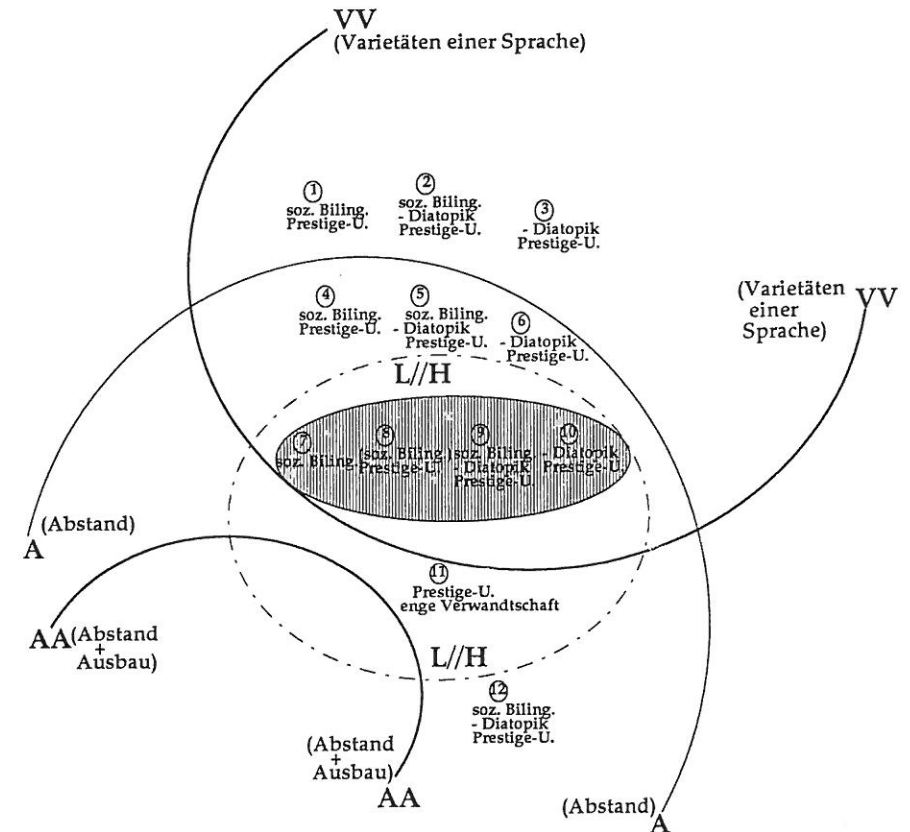 VV
(Varietäten einer Sprache)
1
soz. Biling.
Prestige-U.
2
soz. Biling.
- Diatopik
Prestige-U.
3
- Diatopik
Prestige-U.
4
soz. Biling.
Prestige-U.
5
soz. Biling.
- Diatopik
Prestige-U.
6
- Diatopik
Prestige-U.
(Varietäten VV
einer
Sprache)
L//H
7
soz. Biling.
8
(soz. Biling.)
Prestige-U.
9
(soz. Biling.
- Diatopik
Prestige-U.
10
- Diatopik
Prestige-U.
(Abstand)
A
11
Prestige-U.
enge Verwandtschaft
AA(Abstand
+
Ausbau)
L//H
12
soz. Biling.
- Diatopik
Prestige-U.
(Abstand
+
Ausbau)
AA
(Abstand)
A